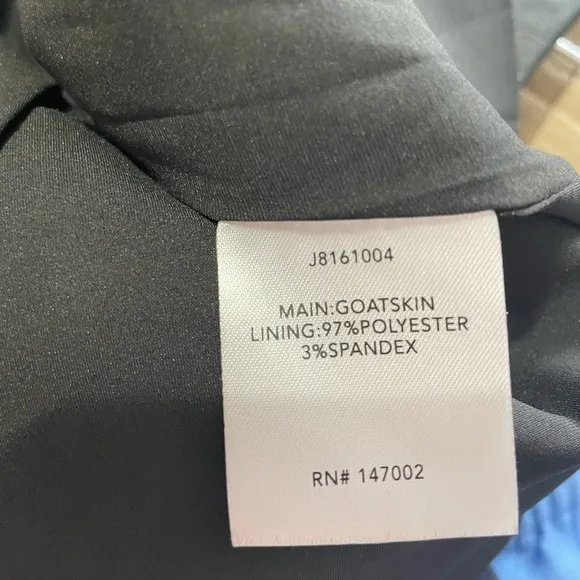 J8161004
MAIN:GOATSKIN
LINING:97%POLYESTER
3%SPANDEX
RN# 147002